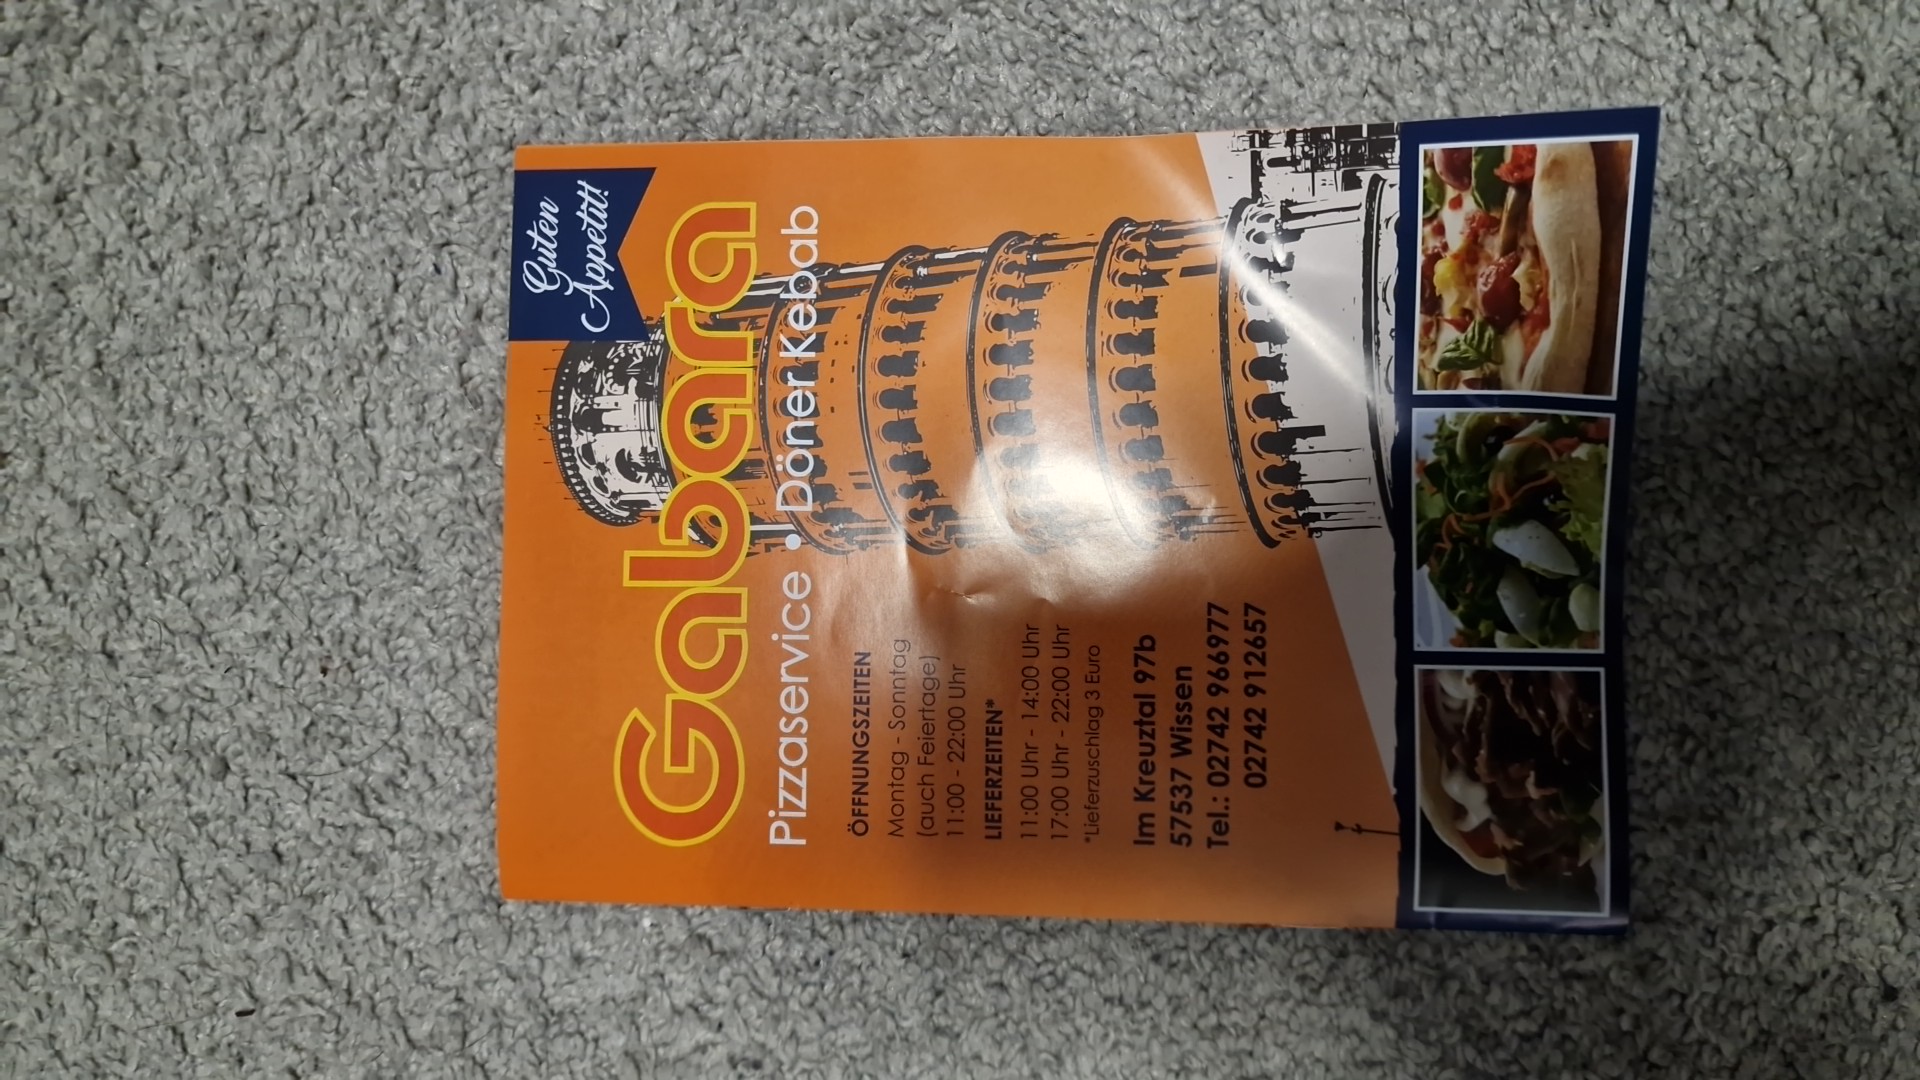 Guten
Appetit!
Gabara
Pizzaservice • Döner Kebab
ÖFFNUNGSZEITEN
Montag - Sonntag
(auch Feiertage)
11:00 - 22:00 Uhr
LIEFERZEITEN*
11:00 Uhr - 14:00 Uhr
17:00 Uhr - 22:00 Uhr
*Lieferzuschlag 3 Euro
Im Kreuztal 97b
57537 Wissen
Tel.: 02742 966977
02742 912657